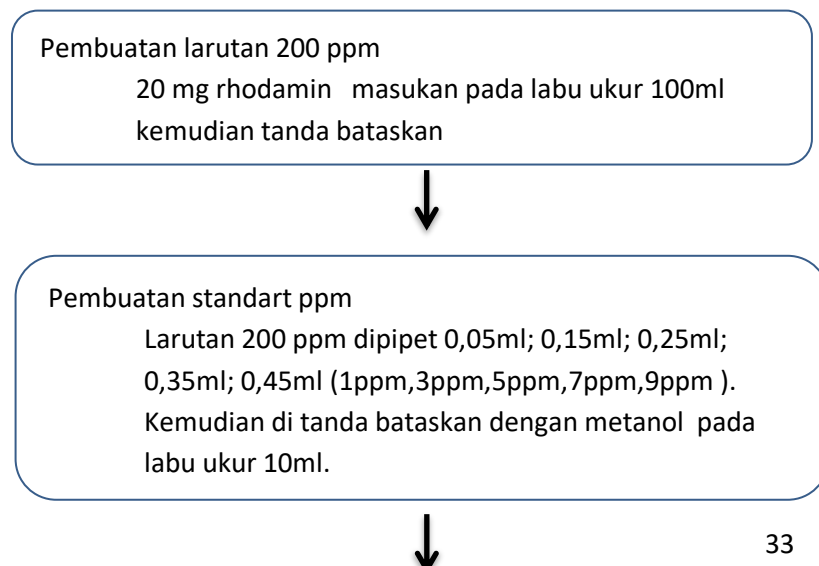 Pembuatan larutan 200 ppm
20 mg rhodamin masukan pada labu ukur 100ml
kemudian tanda bataskan
Pembuatan standart ppm
Larutan 200 ppm dipipet 0,05ml; 0,15ml; 0,25ml;
0,35ml; 0,45ml (1ppm,3ppm,5ppm,7ppm,9ppm ).
Kemudian di tanda bataskan dengan metanol pada
labu ukur 10ml.
33